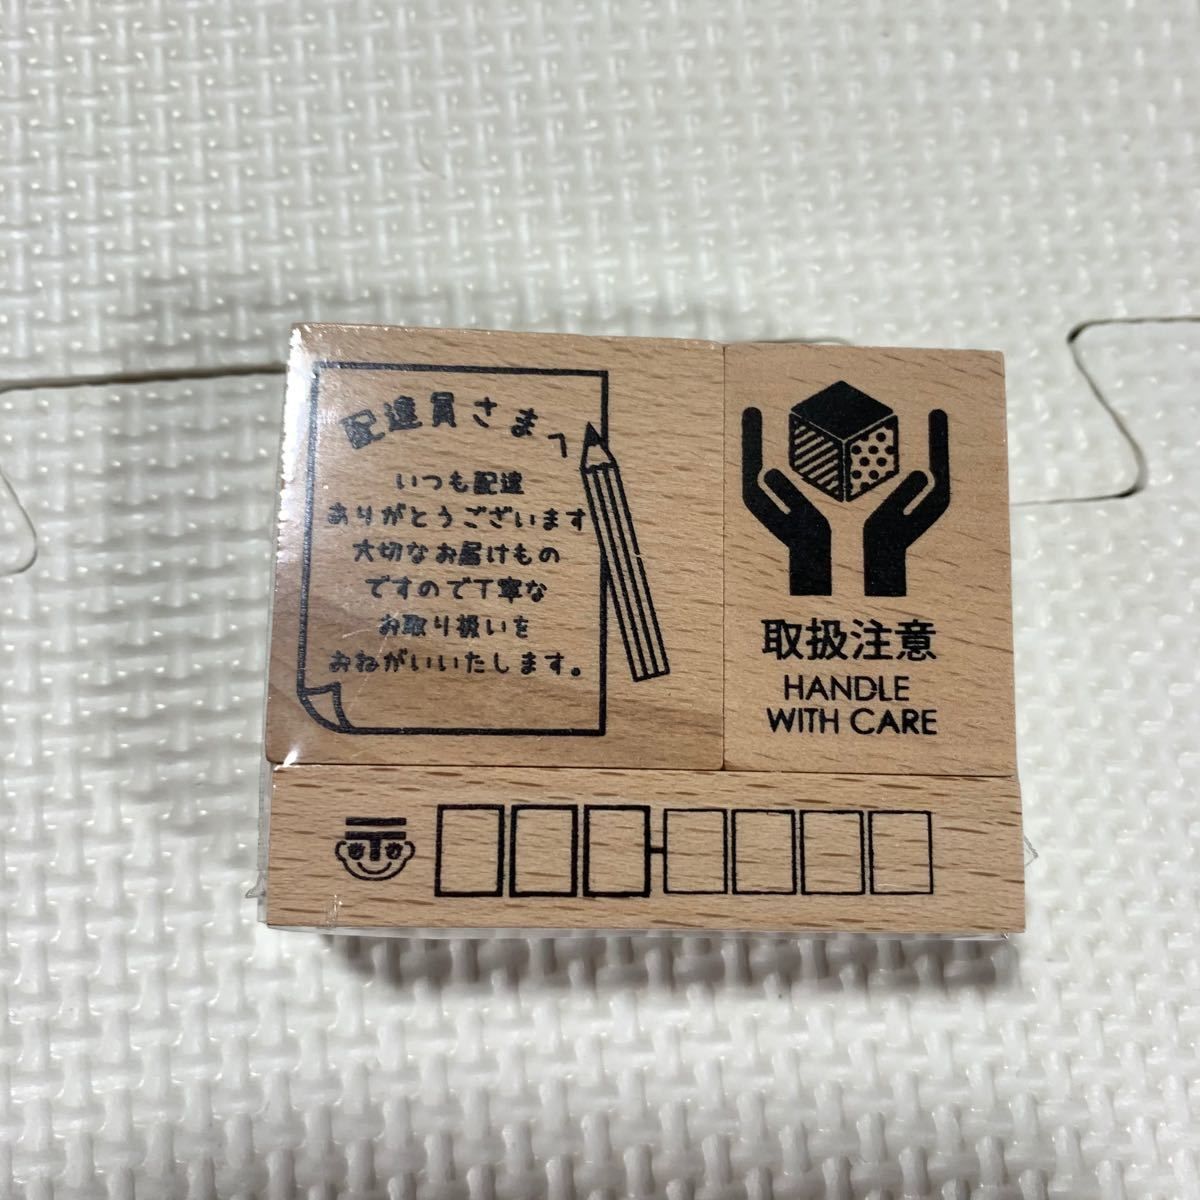 配達員さまへ
いつも配達
ありがとうございます
大切なお届けもの
ですので丁寧な
お取り扱いを
おねがいいたします。
取扱注意
HANDLE
WITH CARE